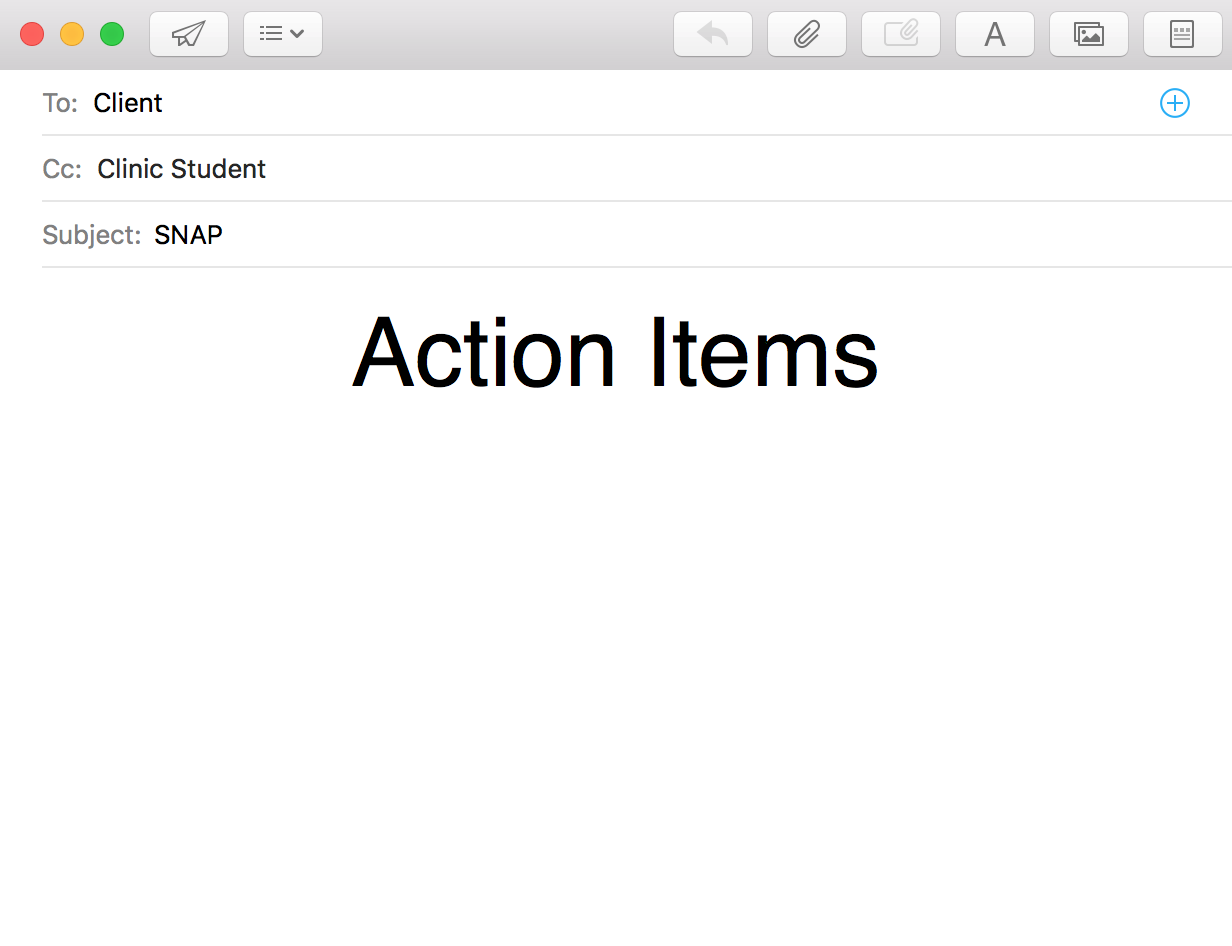 To: Client
Cc: Clinic Student
Subject: SNAP
Action Items